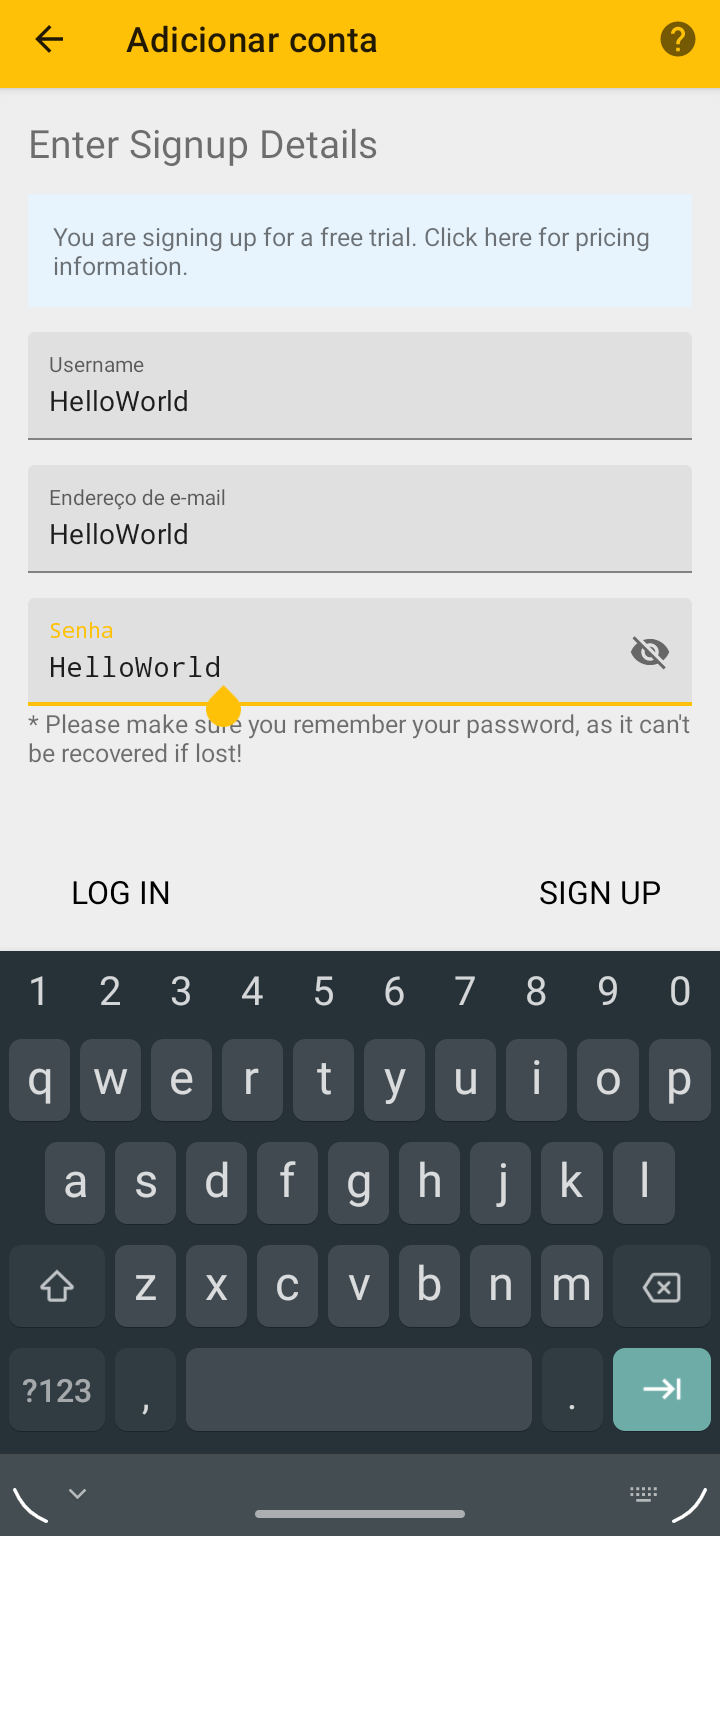 Adicionar conta
Enter Signup Details
You are signing up for a free trial. Click here for pricing
information.
Username
HelloWorld
Endereço de e-mail
HelloWorld
Senha
HelloWorld
* Please make sure you remember your password, as it can't
be recovered if lost!
LOG IN SIGN UP
1 2 3 4 5 6 7 8 9 0
q w e r t y u i o p
a s d f g h j k l
z x c v b n m
?123 , .